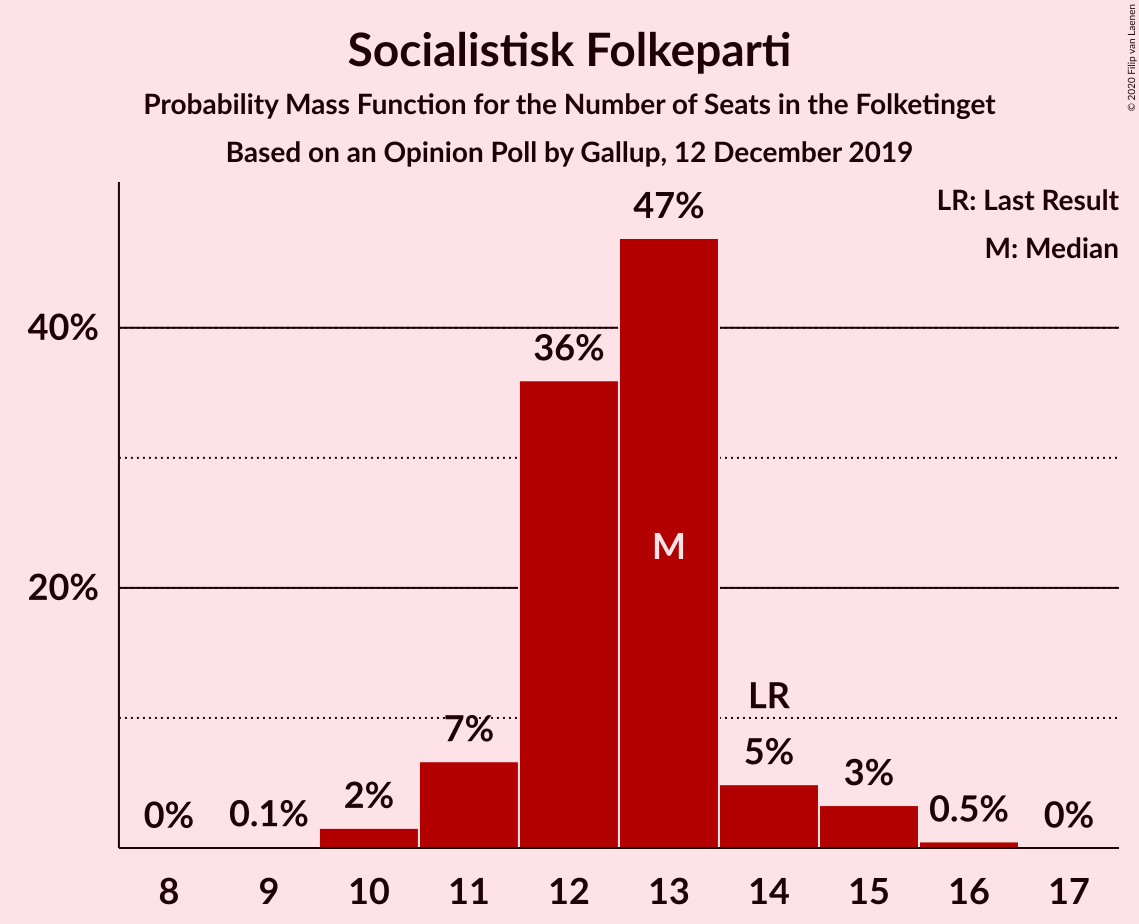 Socialistisk Folkeparti
Probability Mass Function for the Number of Seats in the Folketinget
Based on an Opinion Poll by Gallup, 12 December 2019
© 2020 Filip van Laenen
LR: Last Result
M: Median
47%
40%
36%
M
20%
LR
7%
5%
3%
2%
0%
0.1%
0.5%
0%
8 9 10 11 12 13 14 15 16 17